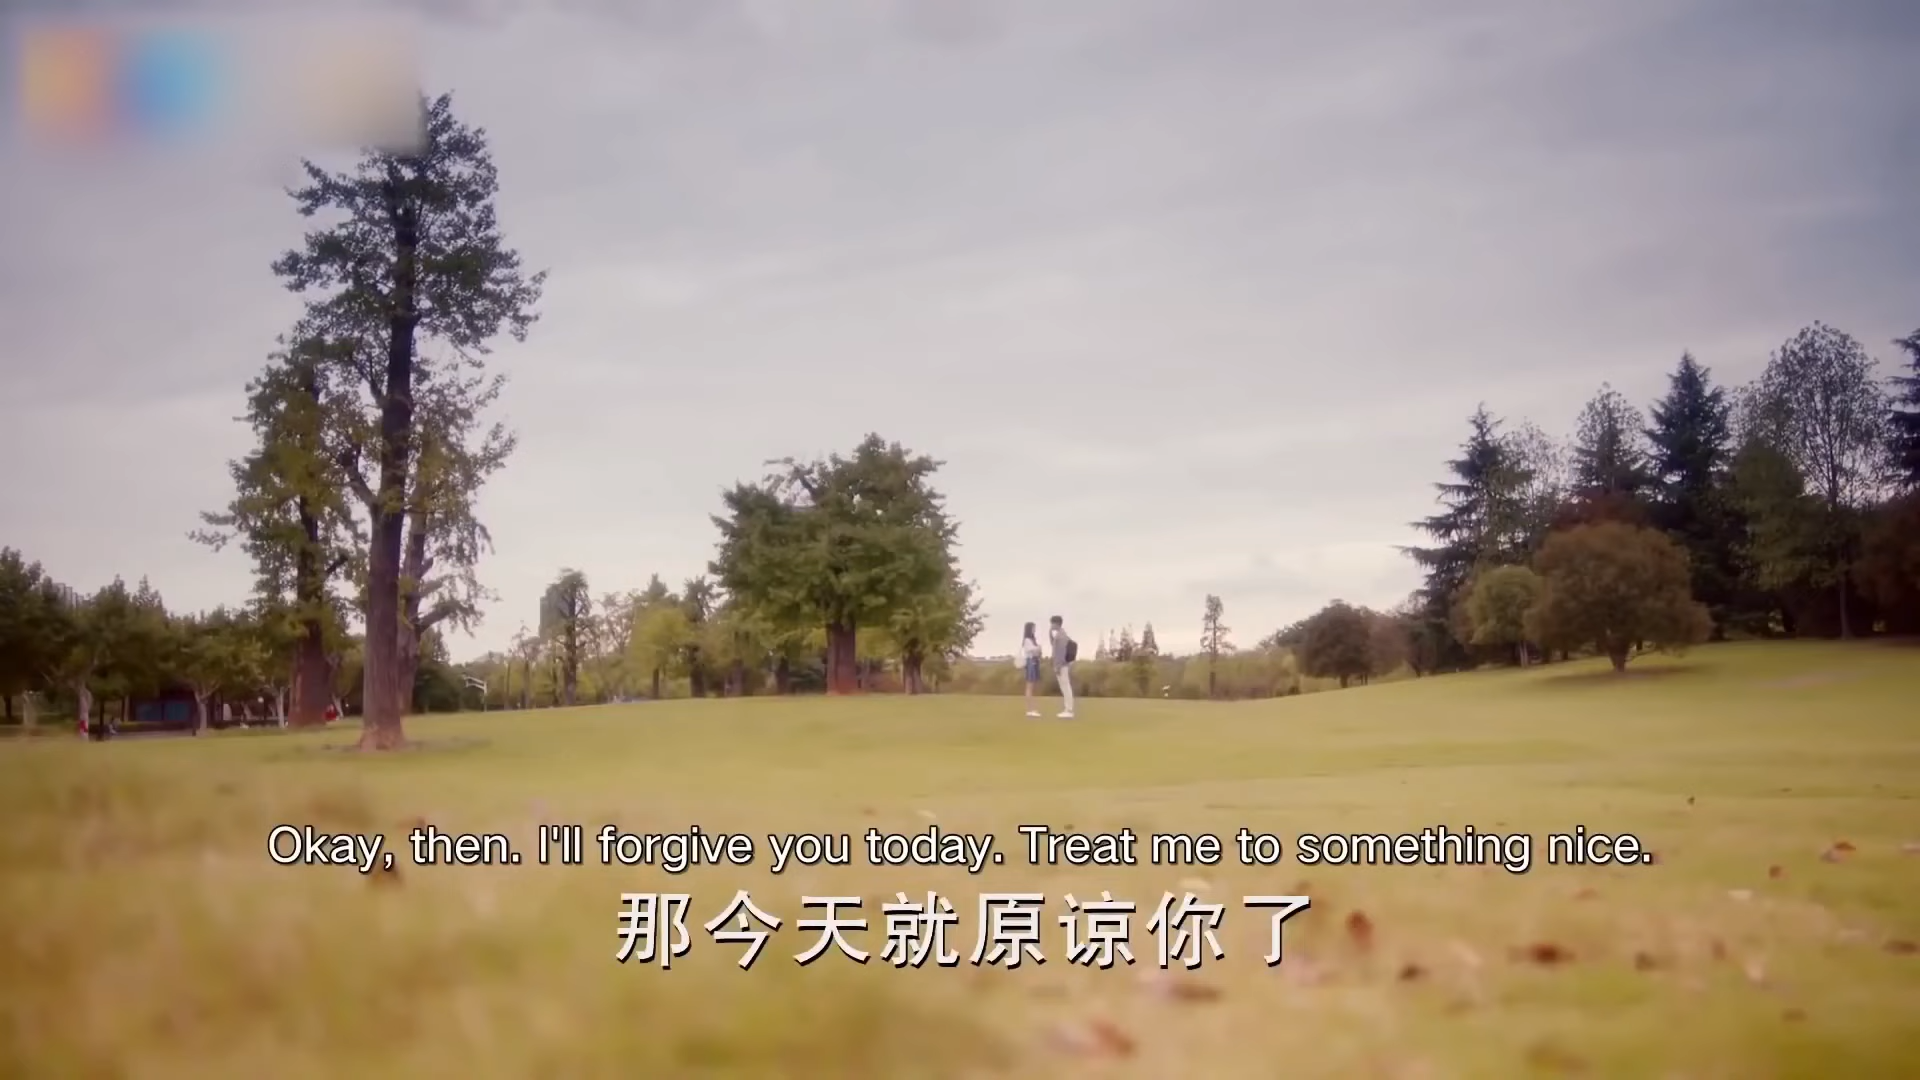 Okay, then. I'll forgive you today. Treat me to something nice.
那今天就原谅你了